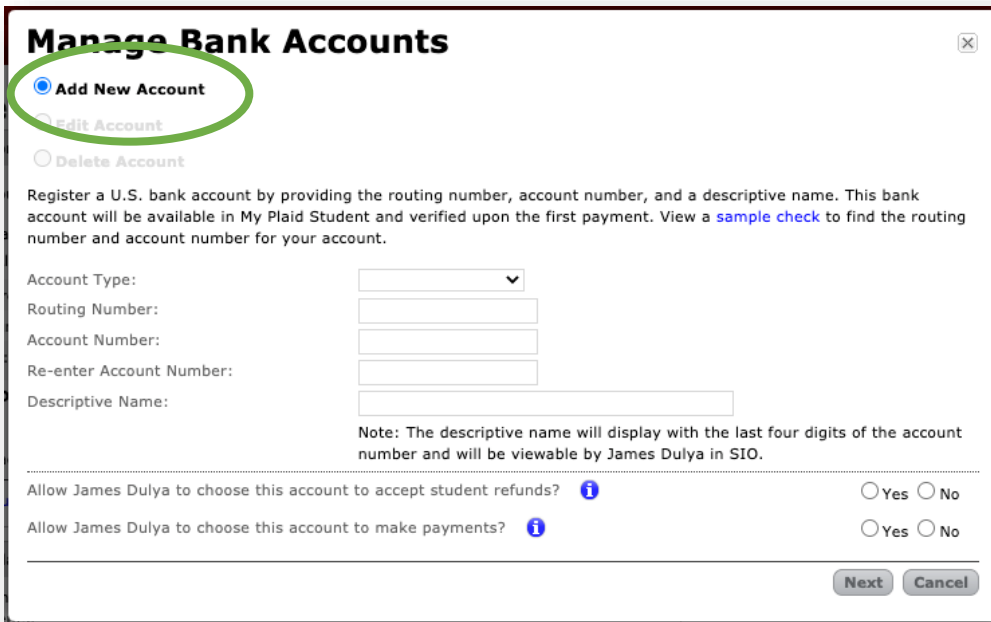 Manage Bank Accounts
Add New Account
Edit Account
Delete Account
Register a U.S. bank account by providing the routing number, account number, and a descriptive name. This bank
account will be available in My Plaid Student and verified upon the first payment. View a sample check to find the routing
number and account number for your account.
Account Type:
Routing Number:
Account Number:
Re-enter Account Number:
Descriptive Name:
Note: The descriptive name will display with the last four digits of the account
number and will be viewable by James Dulya in SIO.
Allow James Dulya to choose this account to accept student refunds? i Yes No
Allow James Dulya to choose this account to make payments? i Yes No
Next Cancel